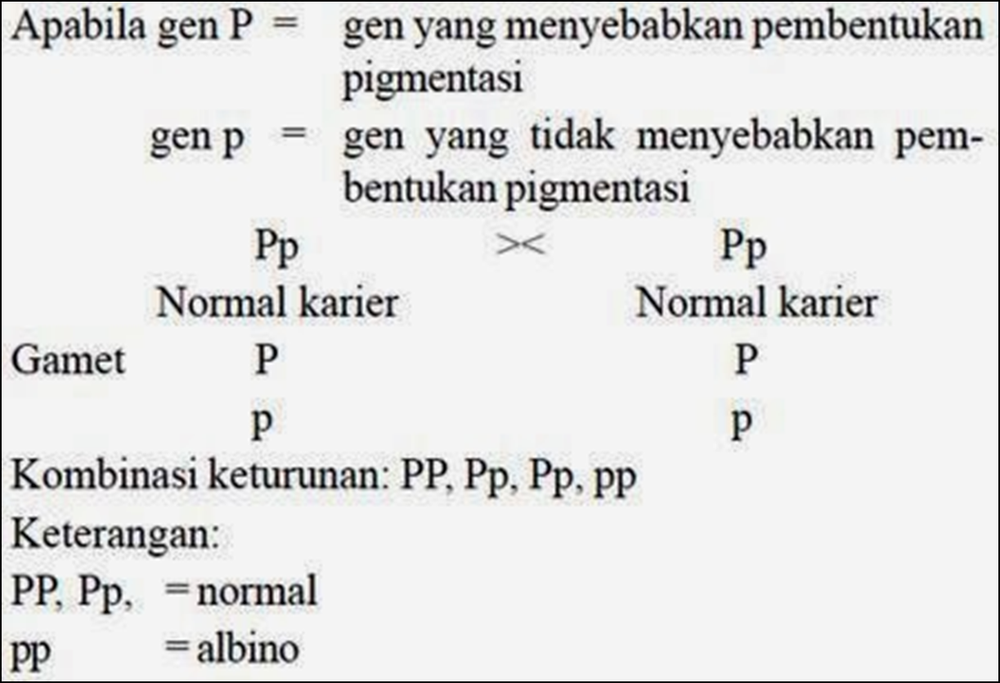 Apabila gen P = gen yang menyebabkan pembentukan
pigmentasi
gen p = gen yang tidak menyebabkan pem-
bentukan pigmentasi
Pp >< Pp
Normal karier Normal karier
Gamet P P
p p
Kombinasi keturunan: PP, Pp, Pp, pp
Keterangan:
PP, Pp, = normal
pp = albino